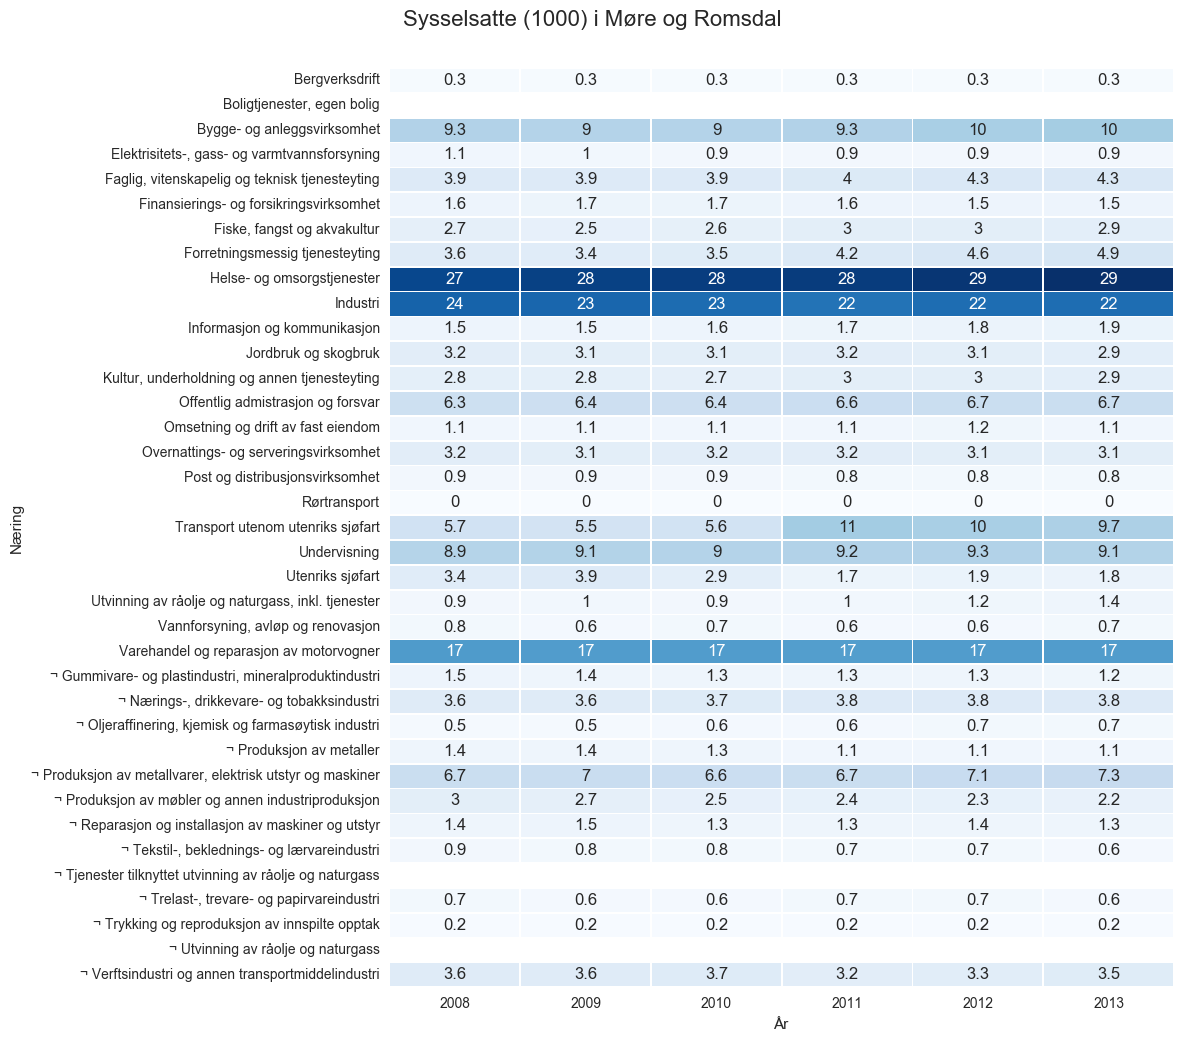 Sysselsatte (1000) i Møre og Romsdal
Bergverksdrift 0.3 0.3 0.3 0.3 0.3 0.3
Boligtjenester, egen bolig
Bygge- og anleggsvirksomhet 9.3 9 9 9.3 10 10
Elektrisitets-, gass- og varmtvannsforsyning 1.1 1 0.9 0.9 0.9 0.9
Faglig, vitenskapelig og teknisk tjenesteyting 3.9 3.9 3.9 4 4.3 4.3
Finansierings- og forsikringsvirksomhet 1.6 1.7 1.7 1.6 1.5 1.5
Fiske, fangst og akvakultur 2.7 2.5 2.6 3 3 2.9
Forretningsmessig tjenesteyting 3.6 3.4 3.5 4.2 4.6 4.9
Helse- og omsorgstjenester 27 28 28 28 29 29
Industri 24 23 23 22 22 22
Informasjon og kommunikasjon 1.5 1.5 1.6 1.7 1.8 1.9
Jordbruk og skogbruk 3.2 3.1 3.1 3.2 3.1 2.9
Kultur, underholdning og annen tjenesteyting 2.8 2.8 2.7 3 3 2.9
Offentlig admistrasjon og forsvar 6.3 6.4 6.4 6.6 6.7 6.7
Omsetning og drift av fast eiendom 1.1 1.1 1.1 1.1 1.2 1.1
Overnattings- og serveringsvirksomhet 3.2 3.1 3.2 3.2 3.1 3.1
Post og distribusjonsvirksomhet 0.9 0.9 0.9 0.8 0.8 0.8
Rørtransport 0 0 0 0 0 0
Transport utenom utenriks sjøfart 5.7 5.5 5.6 11 10 9.7
Undervisning 8.9 9.1 9 9.2 9.3 9.1
Utenriks sjøfart 3.4 3.9 2.9 1.7 1.9 1.8
Utvinning av råolje og naturgass, inkl. tjenester 0.9 1 0.9 1 1.2 1.4
Vannforsyning, avløp og renovasjon 0.8 0.6 0.7 0.6 0.6 0.7
Varehandel og reparasjon av motorvogner 17 17 17 17 17 17
¬ Gummivare- og plastindustri, mineralproduktindustri 1.5 1.4 1.3 1.3 1.3 1.2
¬ Nærings-, drikkevare- og tobakksindustri 3.6 3.6 3.7 3.8 3.8 3.8
¬ Oljeraffinering, kjemisk og farmasøytisk industri 0.5 0.5 0.6 0.6 0.7 0.7
¬ Produksjon av metaller 1.4 1.4 1.3 1.1 1.1 1.1
¬ Produksjon av metallvarer, elektrisk utstyr og maskiner 6.7 7 6.6 6.7 7.1 7.3
¬ Produksjon av møbler og annen industriproduksjon 3 2.7 2.5 2.4 2.3 2.2
¬ Reparasjon og installasjon av maskiner og utstyr 1.4 1.5 1.3 1.3 1.4 1.3
¬ Tekstil-, beklednings- og lærvareindustri 0.9 0.8 0.8 0.7 0.7 0.6
¬ Tjenester tilknyttet utvinning av råolje og naturgass
¬ Trelast-, trevare- og papirvareindustri 0.7 0.6 0.6 0.7 0.7 0.6
¬ Trykking og reproduksjon av innspilte opptak 0.2 0.2 0.2 0.2 0.2 0.2
¬ Utvinning av råolje og naturgass
¬ Verftsindustri og annen transportmiddelindustri 3.6 3.6 3.7 3.2 3.3 3.5
2008 2009 2010 2011 2012 2013
År
Næring